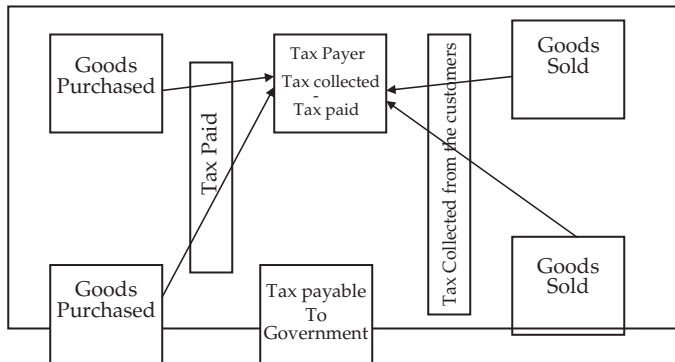 Goods
Purchased
Tax Paid
Tax Payer
Tax collected
-
Tax paid
Tax Collected from the customers
Goods
Sold
Goods
Purchased
Tax payable
To
Government
Goods
Sold